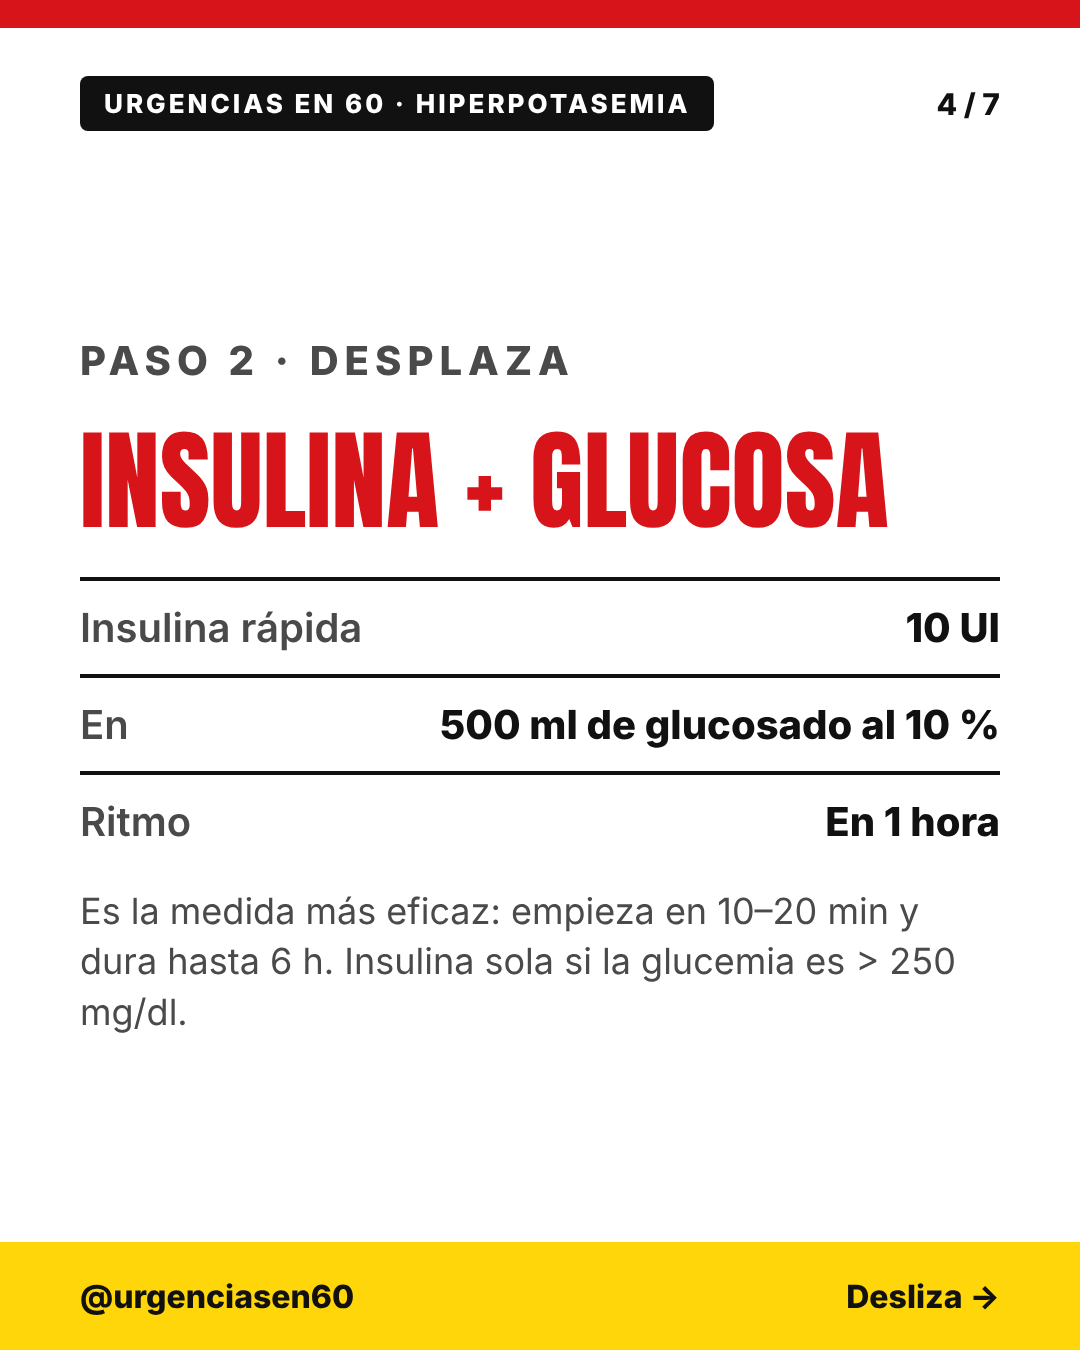 URGENCIAS EN 60 · HIPERPOTASEMIA
4 / 7
PASO 2 · DESPLAZA
INSULINA + GLUCOSA
Insulina rápida 10 UI
En 500 ml de glucosado al 10 %
Ritmo En 1 hora
Es la medida más eficaz: empieza en 10–20 min y
dura hasta 6 h. Insulina sola si la glucemia es > 250
mg/dl.
@urgenciasen60
Desliza →